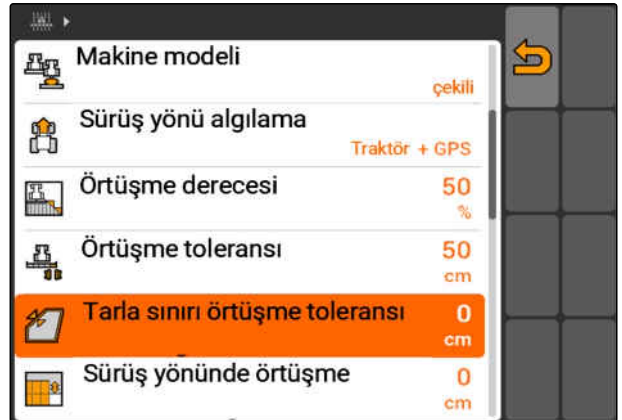 Makine modeli
çekili
Sürüş yönü algılama
Traktör + GPS
Örtüşme derecesi
50
%
Örtüşme toleransı
50
cm
Tarla sınırı örtüşme toleransı
0
cm
Sürüş yönünde örtüşme
0
cm